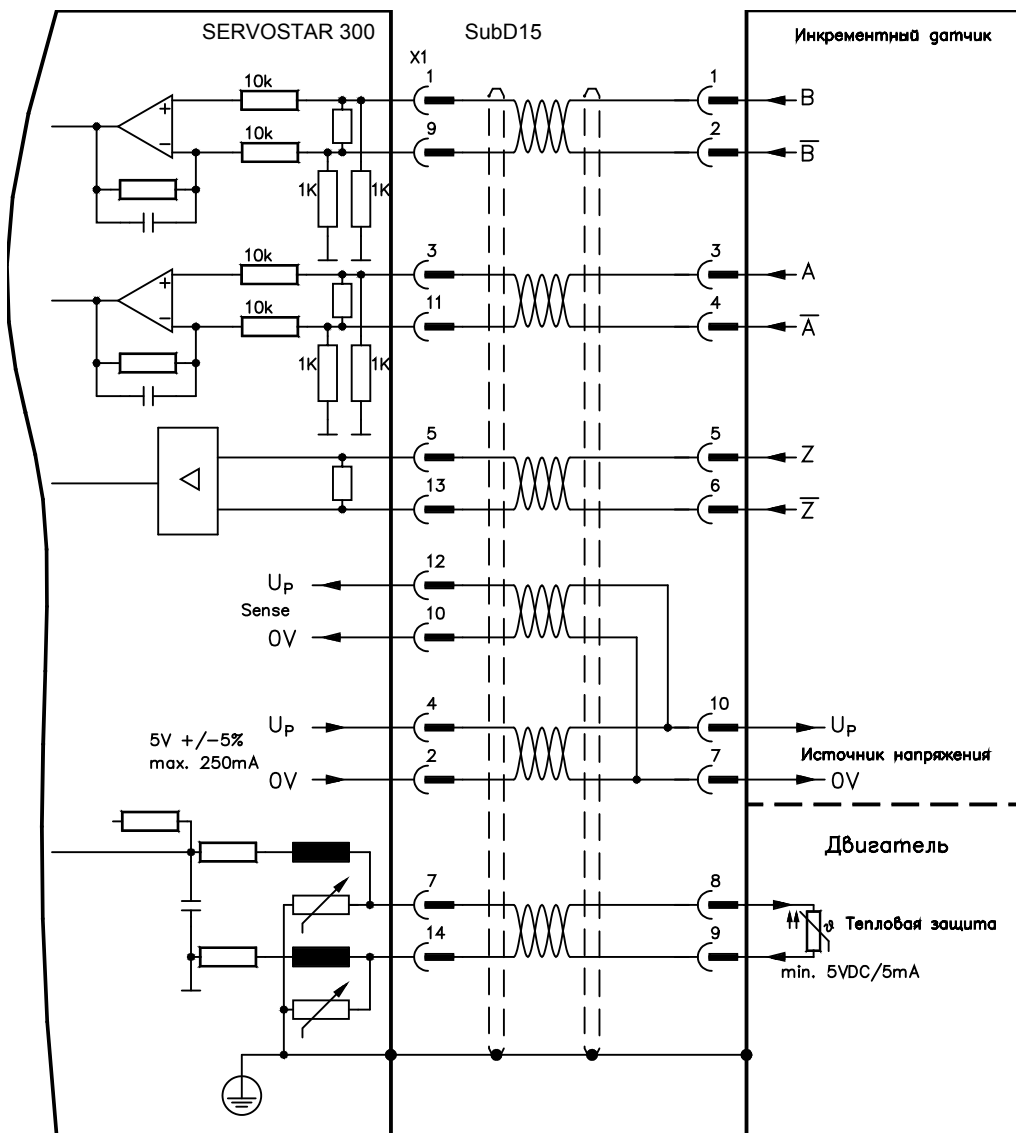 SERVOSTAR 300
SubD15
Инкрементный датчик
X1
10k
1
1
B
10k
9
2
B̅
1K
1K
10k
3
3
A
10k
11
4
A̅
1K
1K
5
5
Z
13
6
Z̅
UP
12
Sense
10
0V
UP
4
10
UP
5V +/-5%
max. 250mA
Источник напряжения
0V
2
7
0V
Двигатель
7
8
ϑ Тепловая защита
14
9
min. 5VDC/5mA